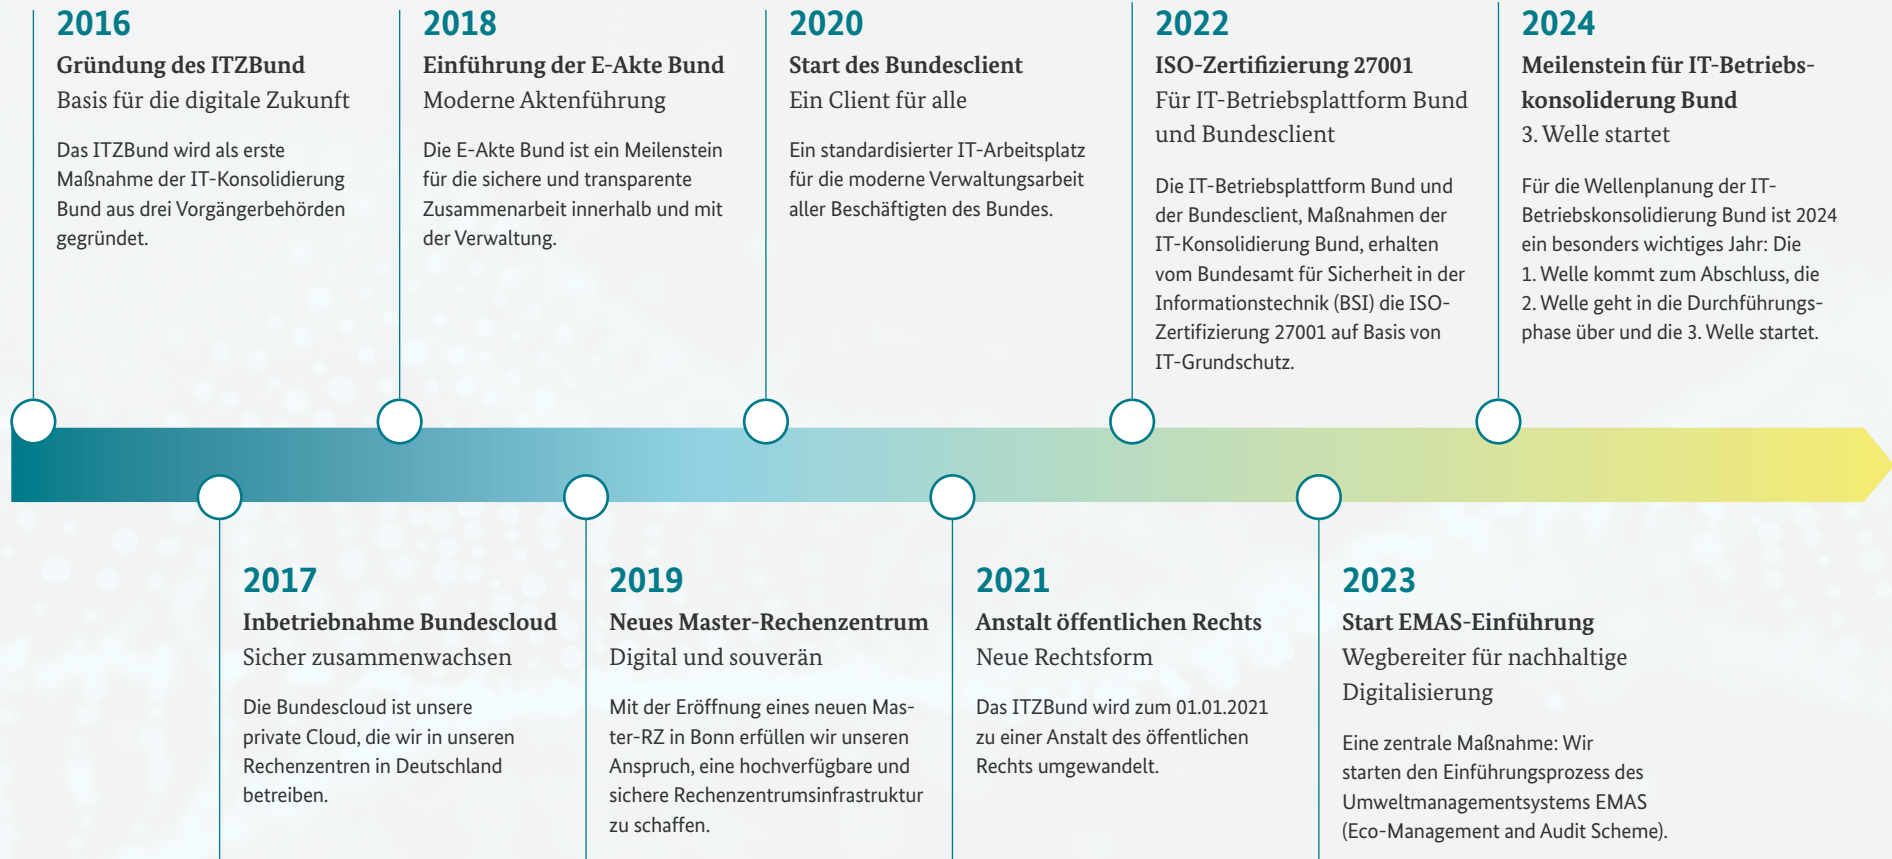 2016
Gründung des ITZBund
Basis für die digitale Zukunft
Das ITZBund wird als erste
Maßnahme der IT-Konsolidierung
Bund aus drei Vorgängerbehörden
gegründet.
2018
Einführung der E-Akte Bund
Moderne Aktenführung
Die E-Akte Bund ist ein Meilenstein
für die sichere und transparente
Zusammenarbeit innerhalb und mit
der Verwaltung.
2020
Start des Bundesclient
Ein Client für alle
Ein standardisierter IT-Arbeitsplatz
für die moderne Verwaltungsarbeit
aller Beschäftigten des Bundes.
2022
ISO-Zertifizierung 27001
Für IT-Betriebsplattform Bund
und Bundesclient
Die IT-Betriebsplattform Bund und
der Bundesclient, Maßnahmen der
IT-Konsolidierung Bund, erhalten
vom Bundesamt für Sicherheit in der
Informationstechnik (BSI) die ISO-
Zertifizierung 27001 auf Basis von
IT-Grundschutz.
2024
Meilenstein für IT-Betriebs-
konsoliderung Bund
3. Welle startet
Für die Wellenplanung der IT-
Betriebskonsolidierung Bund ist 2024
ein besonders wichtiges Jahr: Die
1. Welle kommt zum Abschluss, die
2. Welle geht in die Durchführungs-
phase über und die 3. Welle startet.
2017
Inbetriebnahme Bundescloud
Sicher zusammenwachsen
Die Bundescloud ist unsere
private Cloud, die wir in unseren
Rechenzentren in Deutschland
betreiben.
2019
Neues Master-Rechenzentrum
Digital und souverän
Mit der Eröffnung eines neuen Mas-
ter-RZ in Bonn erfüllen wir unseren
Anspruch, eine hochverfügbare und
sichere Rechenzentrumsinfrastruktur
zu schaffen.
2021
Anstalt öffentlichen Rechts
Neue Rechtsform
Das ITZBund wird zum 01.01.2021
zu einer Anstalt des öffentlichen
Rechts umgewandelt.
2023
Start EMAS-Einführung
Wegbereiter für nachhaltige
Digitalisierung
Eine zentrale Maßnahme: Wir
starten den Einführungsprozess des
Umweltmanagementsystems EMAS
(Eco-Management and Audit Scheme).